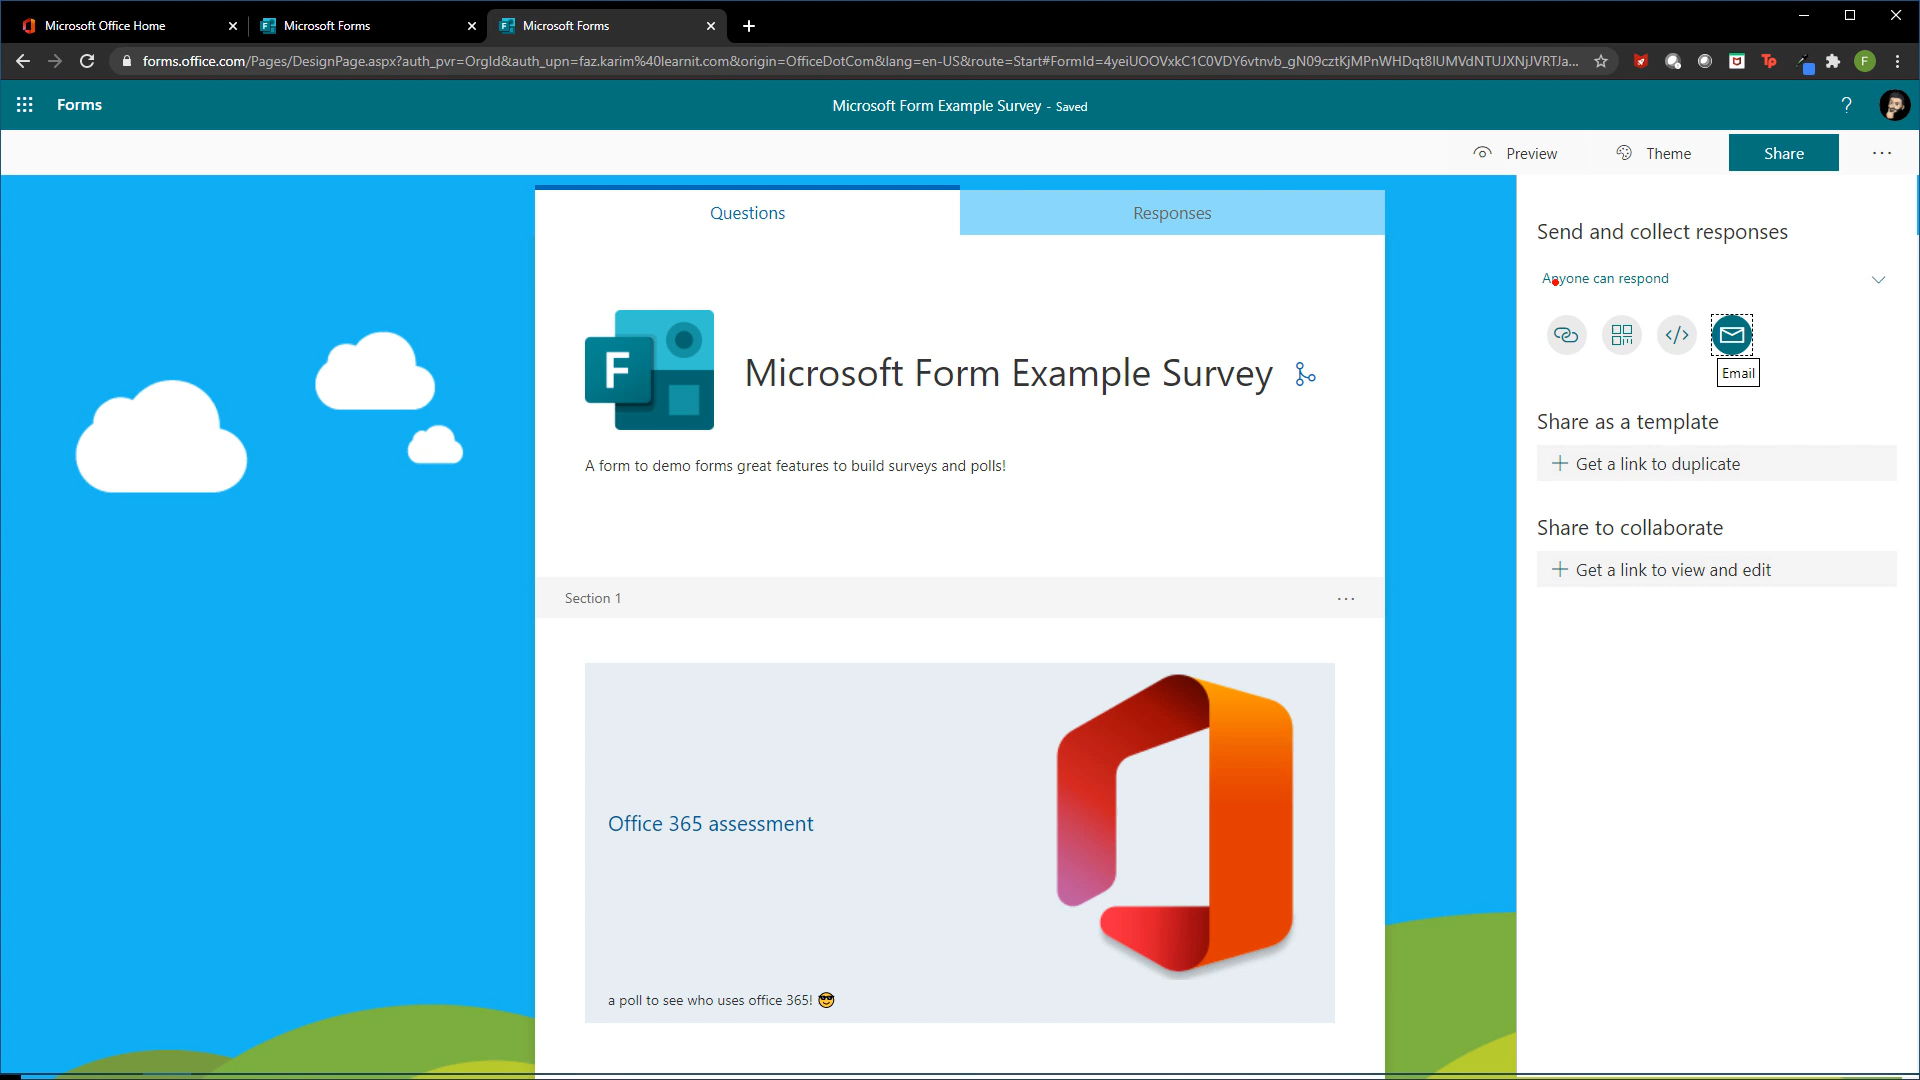 Microsoft Office Home
Microsoft Forms
Microsoft Forms
forms.office.com/Pages/DesignPage.aspx?auth_pvr=OrgId&auth_upn=faz.karim%40learnit.com&origin=OfficeDotCom&lang=en-US&route=Start#FormId=4yeiUOOVxkC1C0VDY6vtnvb_gN09cztKjMPnWHDqt8lUMVdNTUJXNjJVRTJa...
Tp
F
Forms
Microsoft Form Example Survey - Saved
?
Preview
Theme
Share
Questions
Responses
Send and collect responses
Anyone can respond
Email
F
Microsoft Form Example Survey
A form to demo forms great features to build surveys and polls!
Share as a template
Get a link to duplicate
Share to collaborate
Get a link to view and edit
Section 1
Office 365 assessment
a poll to see who uses office 365! 😎